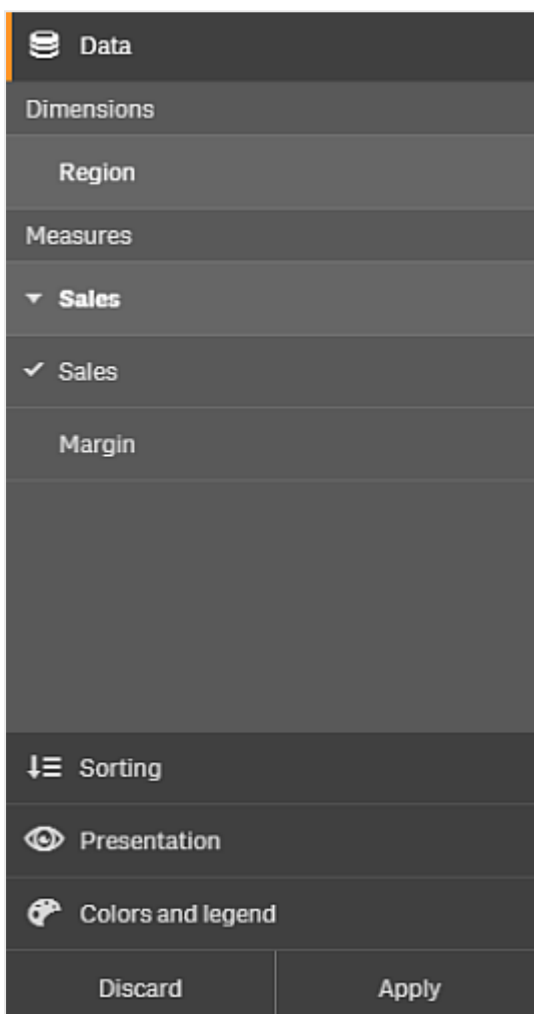 Data
Dimensions
Region
Measures
Sales
Sales
Margin
Sorting
Presentation
Colors and legend
Discard Apply